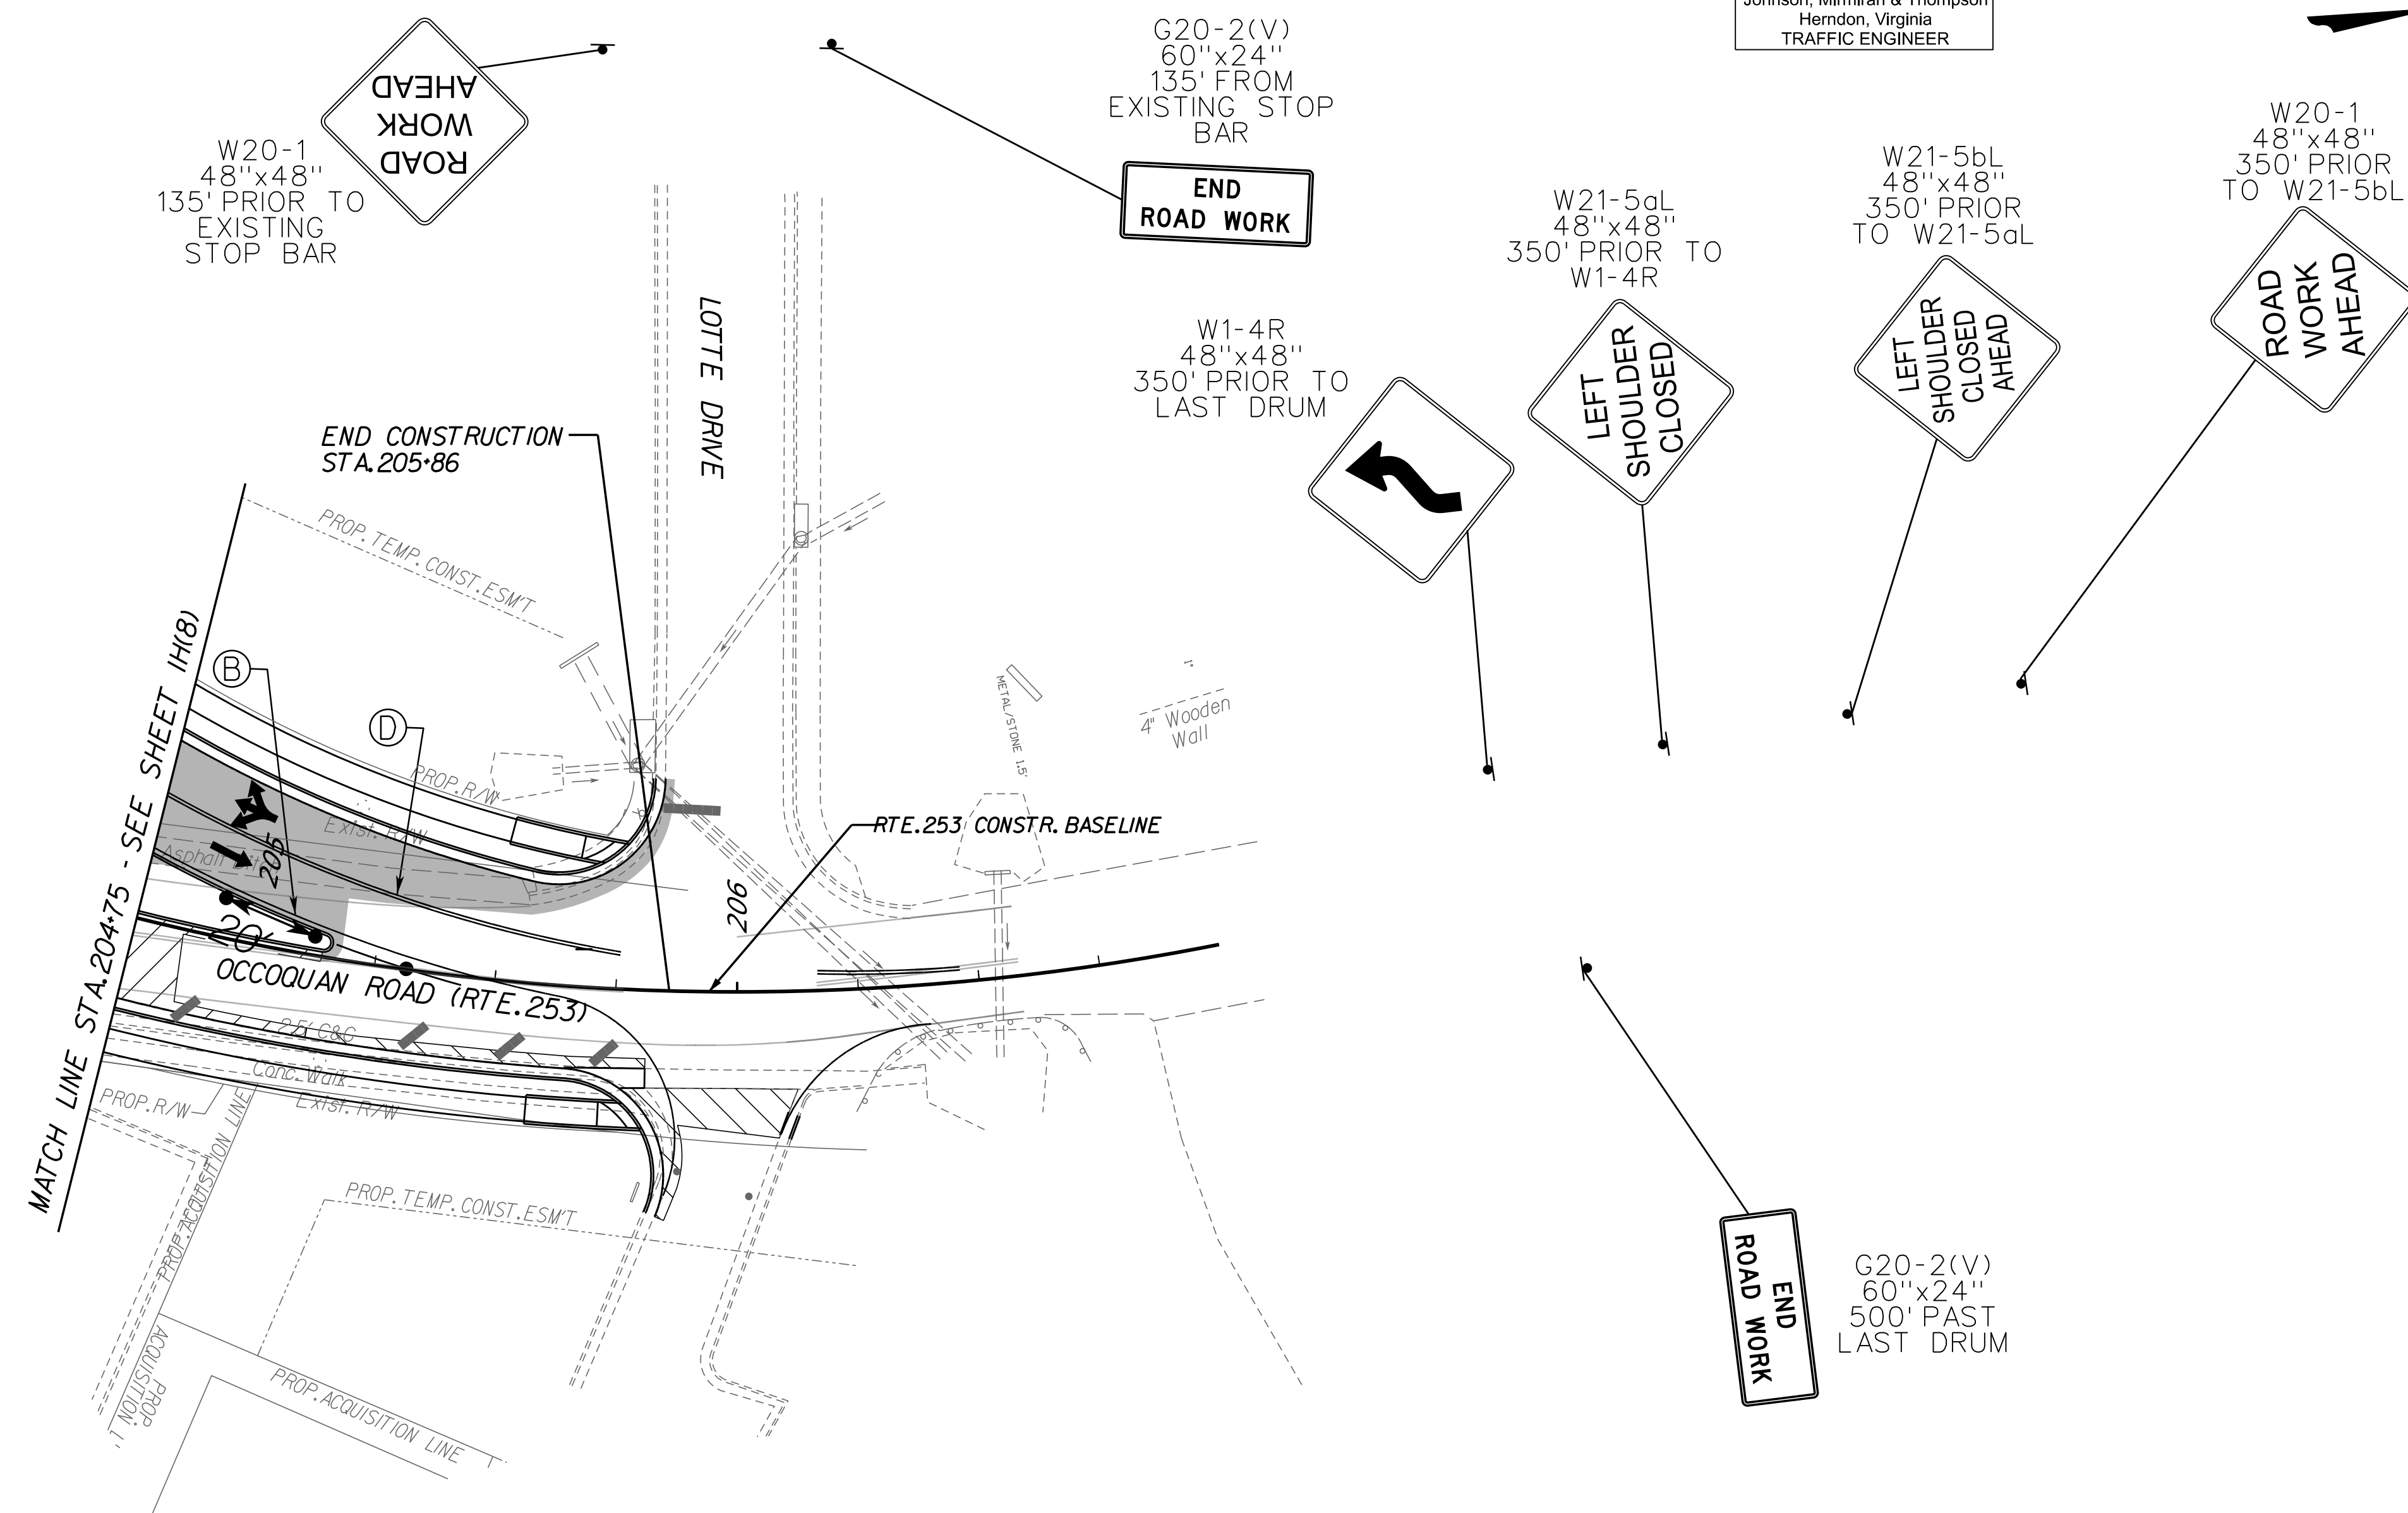 Johnson, Mirmiran & Thompson
Herndon, Virginia
TRAFFIC ENGINEER
ROAD
WORK
AHEAD
W20-1
48"x48"
135' PRIOR TO
EXISTING
STOP BAR
G20-2(V)
60"x24"
135' FROM
EXISTING STOP
BAR
END
ROAD WORK
W20-1
48"x48"
350' PRIOR
TO W21-5bL
ROAD
WORK
AHEAD
W21-5bL
48"x48"
350' PRIOR
TO W21-5aL
LEFT
SHOULDER
CLOSED
AHEAD
W21-5aL
48"x48"
350' PRIOR TO
W1-4R
LEFT
SHOULDER
CLOSED
W1-4R
48"x48"
350' PRIOR TO
LAST DRUM
LOTTE DRIVE
END CONSTRUCTION
STA. 205+86
PROP. TEMP. CONST. ESM'T
MATCH LINE STA. 204+75 - SEE SHEET 1H(8)
B
D
PROP. R/W
Exist. R/W
205
20'
206
RTE. 253 CONSTR. BASELINE
METAL/STONE 1.5'
4" Wooden
Wall
OCCOQUAN ROAD (RTE. 253)
2.5' C&G
Conc. Walk
Exist. R/W
PROP. R/W
PROP. ACQUISITION LINE
PROP. TEMP. CONST. ESM'T
PROP.
ACQUISITION
PROP. ACQUISITION LINE
END
ROAD WORK
G20-2(V)
60"x24"
500' PAST
LAST DRUM